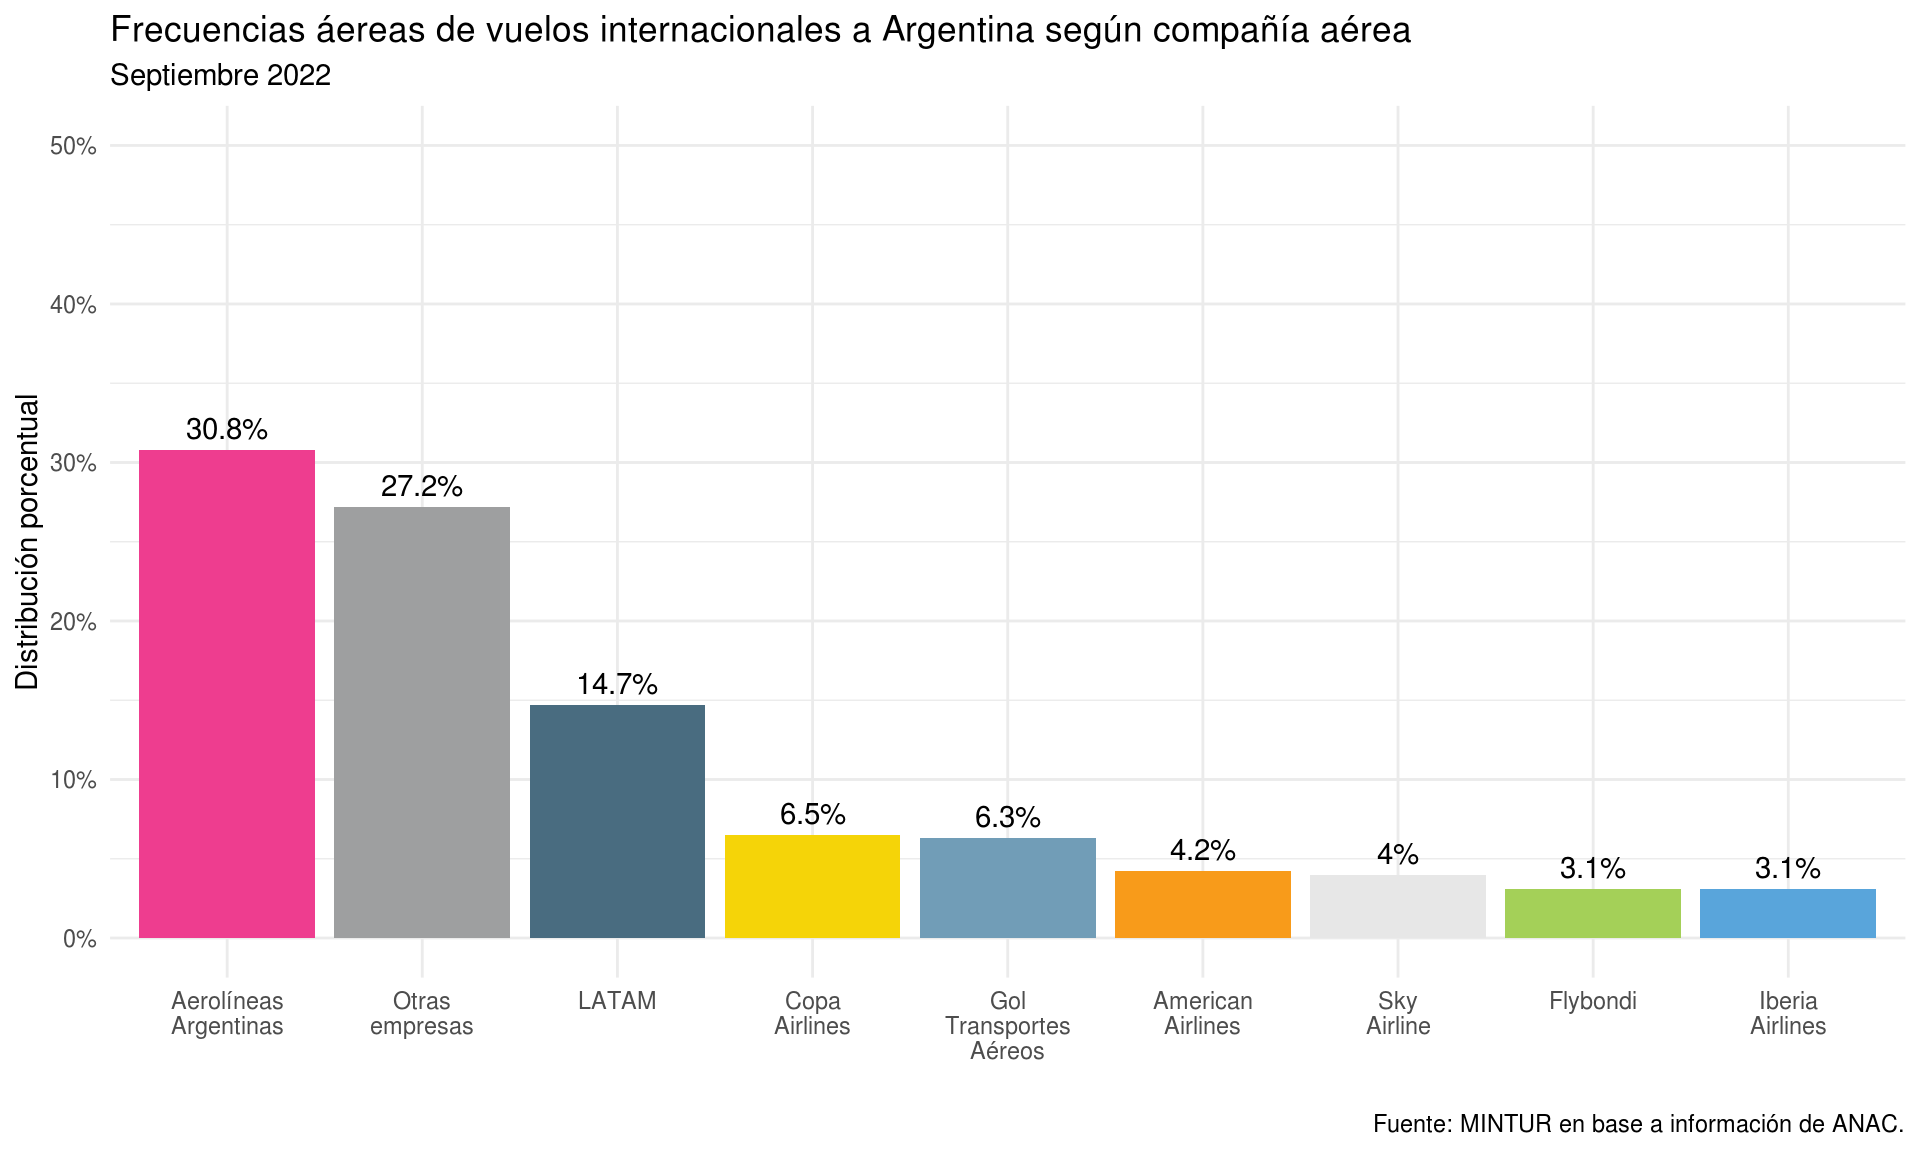 Frecuencias áereas de vuelos internacionales a Argentina según compañía aérea
Septiembre 2022
Distribución porcentual
50%
40%
30%
20%
10%
0%
30.8%
27.2%
14.7%
6.5%
6.3%
4.2%
4%
3.1%
3.1%
Aerolíneas
Argentinas
Otras
empresas
LATAM
Copa
Airlines
Gol
Transportes
Aéreos
American
Airlines
Sky
Airline
Flybondi
Iberia
Airlines
Fuente: MINTUR en base a información de ANAC.